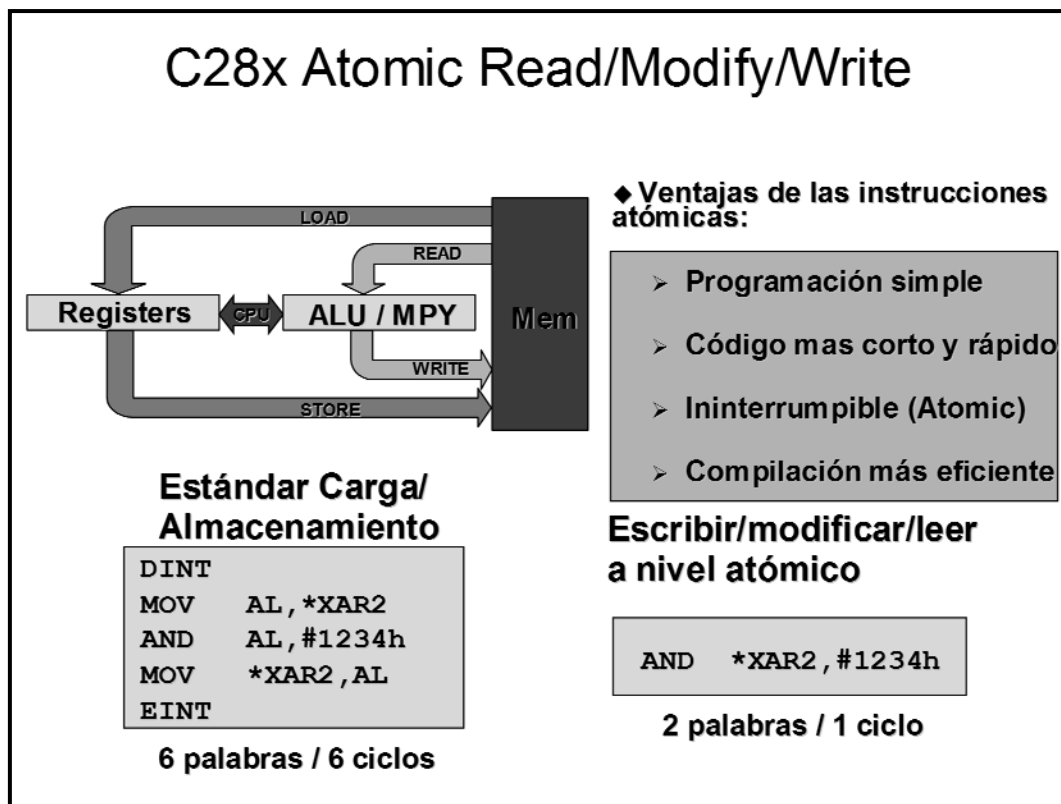 C28x Atomic Read/Modify/Write
LOAD
READ
Registers
CPU
ALU / MPY
Mem
WRITE
STORE
◆ Ventajas de las instrucciones
atómicas:
➢ Programación simple
➢ Código mas corto y rápido
➢ Ininterrumpible (Atomic)
➢ Compilación más eficiente
Estándar Carga/
Almacenamiento
DINT
MOV AL,*XAR2
AND AL,#1234h
MOV *XAR2,AL
EINT
6 palabras / 6 ciclos
Escribir/modificar/leer
a nivel atómico
AND *XAR2,#1234h
2 palabras / 1 ciclo